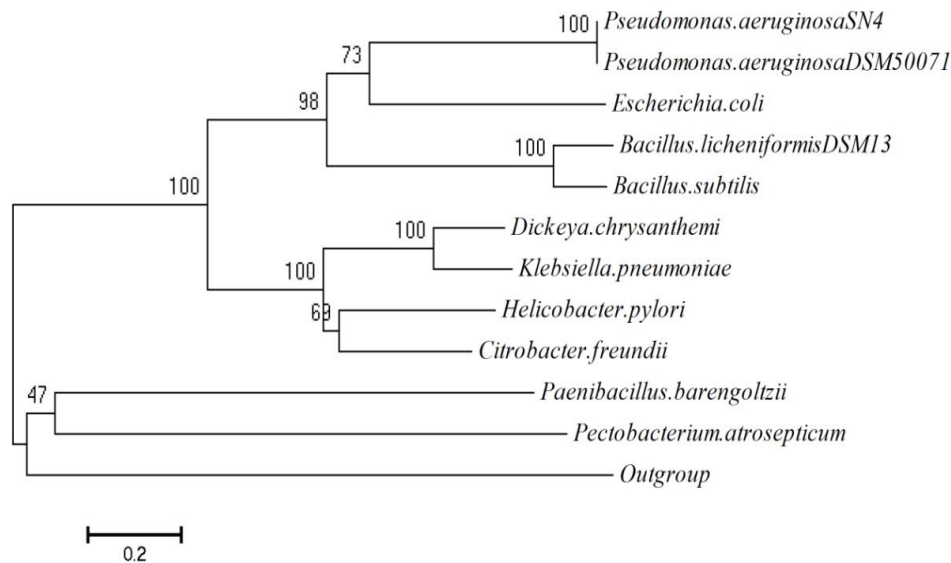 100
Pseudomonas.aeruginosaSN4
Pseudomonas.aeruginosaDSM50071
73
Escherichia.coli
98
100
Bacillus.licheniformisDSM13
Bacillus.subtilis
100
100
Dickeya.chrysanthemi
Klebsiella.pneumoniae
100
69
Helicobacter.pylori
Citrobacter.freundii
47
Paenibacillus.barengoltzii
Pectobacterium.atrosepticum
Outgroup
0.2